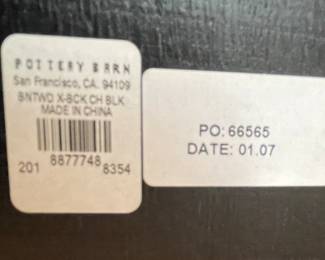 POTTERY BARN
San Francisco, CA. 94109
BNTWD X-BCK CH BLK
MADE IN CHINA
201 8877748 8354
PO: 66565
DATE: 01.07